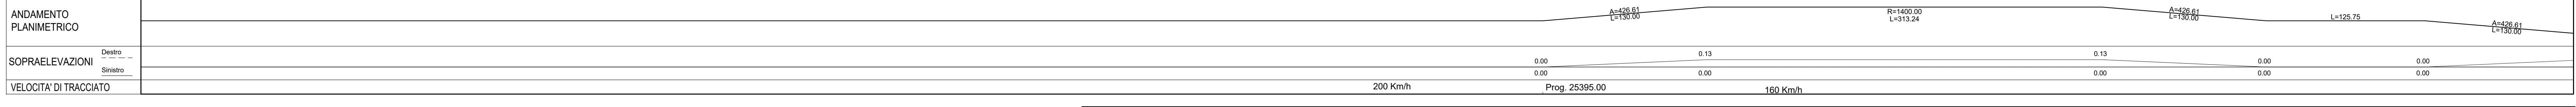 ANDAMENTO
PLANIMETRICO
A=426.61
L=130.00
R=1400.00
L=313.24
A=426.61
L=130.00
L=125.75
A=426.61
L=130.00
SOPRAELEVAZIONI
Destro
Sinistro
0.00
0.13
0.13
0.00
0.00
0.00
0.00
0.00
0.00
0.00
VELOCITA' DI TRACCIATO
200 Km/h
Prog. 25395.00
160 Km/h